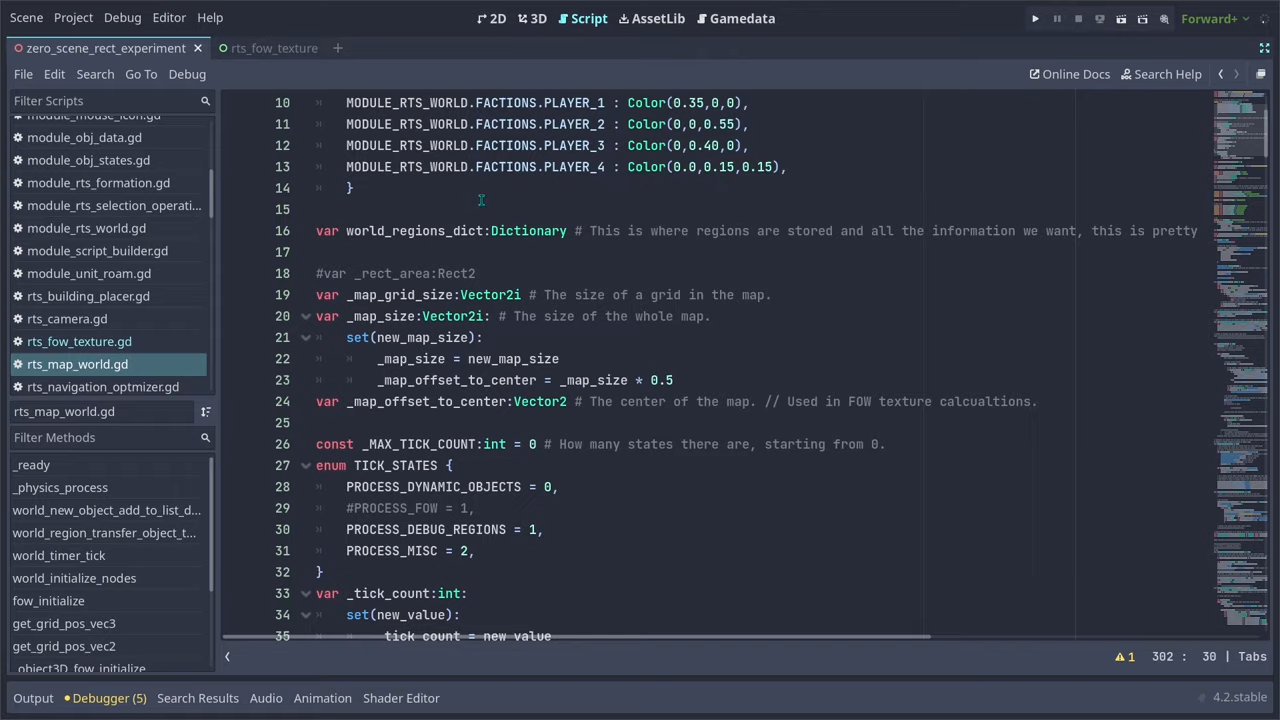 Scene Project Debug Editor Help 2D 3D Script AssetLib Gamedata Forward+
zero_scene_rect_experiment rts_fow_texture
File Edit Search Go To Debug Online Docs Search Help
Filter Scripts
module_mouse_icon.gd
module_obj_data.gd
module_obj_states.gd
module_rts_formation.gd
module_rts_selection_operati...
module_rts_world.gd
module_script_builder.gd
module_unit_roam.gd
rts_building_placer.gd
rts_camera.gd
rts_fow_texture.gd
rts_map_world.gd
rts_navigation_optmizer.gd
rts_map_world.gd
Filter Methods
_ready
_physics_process
world_new_object_add_to_list_d...
world_region_transfer_object_t...
world_timer_tick
world_initialize_nodes
fow_initialize
get_grid_pos_vec3
get_grid_pos_vec2
_object3D_fow_initialize
10 MODULE_RTS_WORLD.FACTIONS.PLAYER_1 : Color(0.35,0,0),
11 MODULE_RTS_WORLD.FACTIONS.PLAYER_2 : Color(0,0,0.55),
12 MODULE_RTS_WORLD.FACTIONS.PLAYER_3 : Color(0,0.40,0),
13 MODULE_RTS_WORLD.FACTIONS.PLAYER_4 : Color(0.0,0.15,0.15),
14 }
15
16 var world_regions_dict:Dictionary # This is where regions are stored and all the information we want, this is pretty
17
18 #var _rect_area:Rect2
19 var _map_grid_size:Vector2i # The size of a grid in the map.
20 var _map_size:Vector2i: # The size of the whole map.
21 set(new_map_size):
22 _map_size = new_map_size
23 _map_offset_to_center = _map_size * 0.5
24 var _map_offset_to_center:Vector2 # The center of the map. // Used in FOW texture calcualtions.
25
26 const _MAX_TICK_COUNT:int = 0 # How many states there are, starting from 0.
27 enum TICK_STATES {
28 PROCESS_DYNAMIC_OBJECTS = 0,
29 #PROCESS_FOW = 1,
30 PROCESS_DEBUG_REGIONS = 1,
31 PROCESS_MISC = 2,
32 }
33 var _tick_count:int:
34 set(new_value):
35 _tick_count = new_value
1 302 : 30 | Tabs
Output Debugger (5) Search Results Audio Animation Shader Editor 4.2.stable